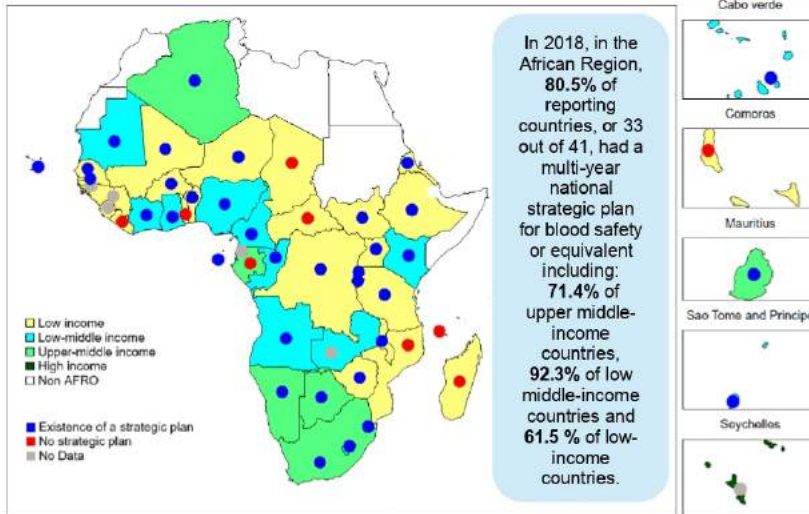 In 2018, in the
African Region,
80.5% of
reporting
countries, or 33
out of 41, had a
multi-year
national
strategic plan
for blood safety
or equivalent
including:
71.4% of
upper middle-
income
countries,
92.3% of low
middle-income
countries and
61.5 % of low-
income
countries.
Low income
Low-middle income
Upper-middle income
High income
Non AFRO
Existence of a strategic plan
No strategic plan
No Data
Cabo verde
Comoros
Mauritius
Sao Tome and Principe
Seychelles